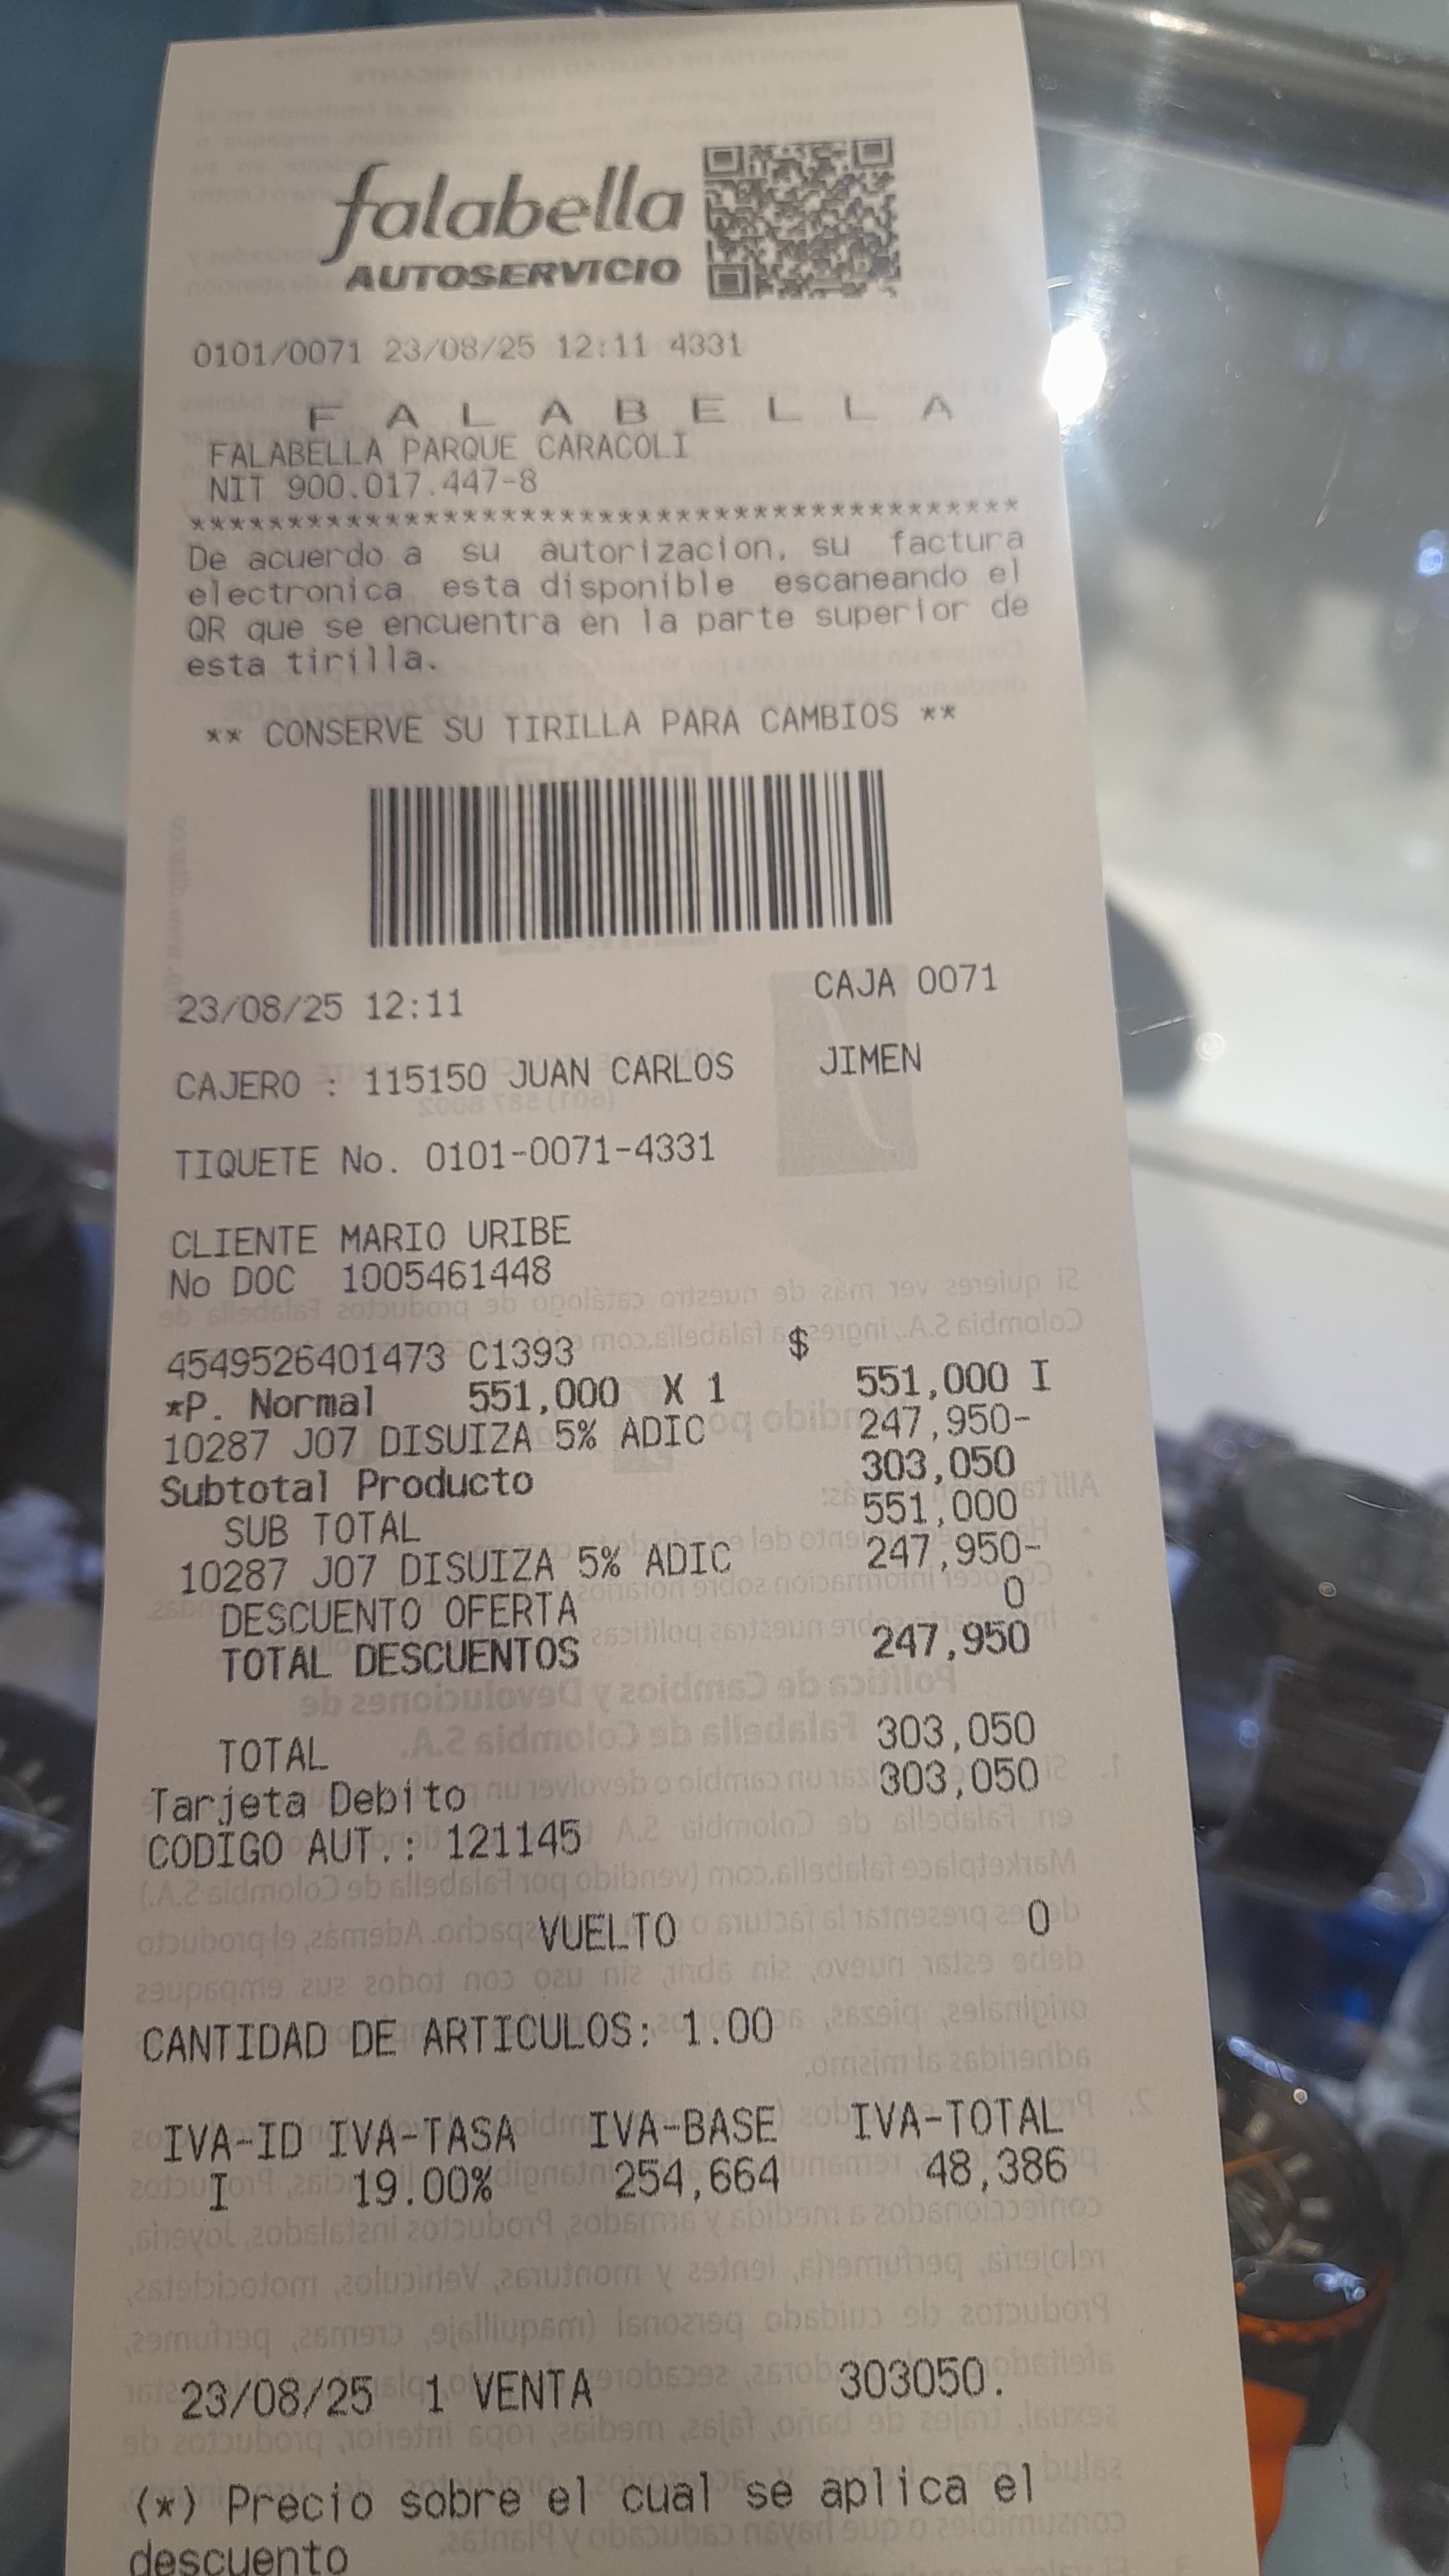 falabella
AUTOSERVICIO
0101/0071 23/08/25 12:11 4331
F A L A B E L L A
FALABELLA PARQUE CARACOLI
NIT 900.017.447-8
******************************************
De acuerdo a su autorizacion, su factura
electronica esta disponible escaneando el
QR que se encuentra en la parte superior de
esta tirilla.
** CONSERVE SU TIRILLA PARA CAMBIOS **
23/08/25 12:11 CAJA 0071
CAJERO : 115150 JUAN CARLOS JIMEN
TIQUETE No. 0101-0071-4331
CLIENTE MARIO URIBE
No DOC 1005461448
4549526401473 C1393 $
*P. Normal 551,000 X 1 551,000 I
10287 J07 DISUIZA 5% ADIC 247,950-
Subtotal Producto 303,050
SUB TOTAL 551,000
10287 J07 DISUIZA 5% ADIC 247,950-
DESCUENTO OFERTA 0
TOTAL DESCUENTOS 247,950
TOTAL 303,050
Tarjeta Debito 303,050
CODIGO AUT.: 121145
VUELTO 0
CANTIDAD DE ARTICULOS: 1.00
IVA-ID IVA-TASA IVA-BASE IVA-TOTAL
I 19.00% 254,664 48,386
23/08/25 1 VENTA 303050.
(*) Precio sobre el cual se aplica el
descuento